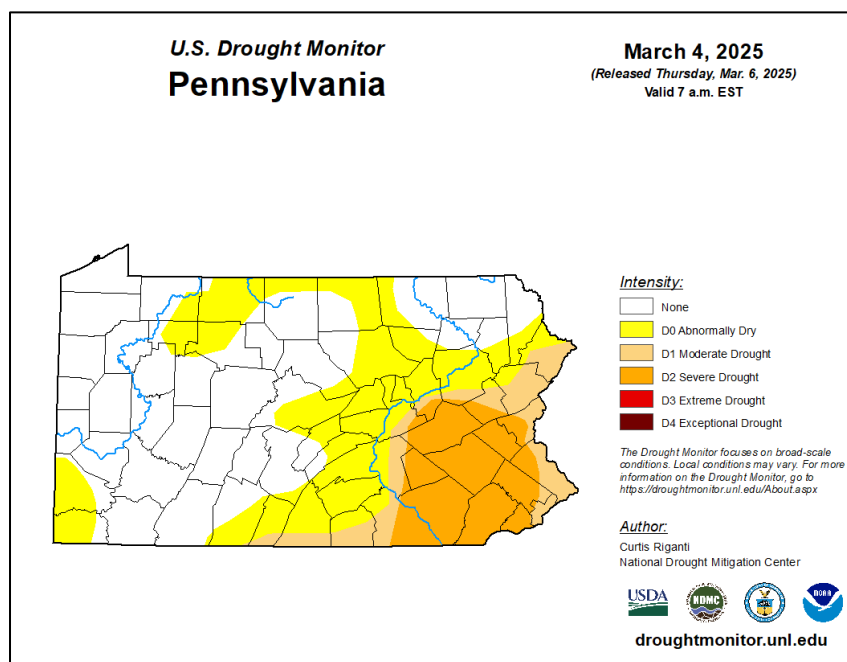 U.S. Drought Monitor
Pennsylvania
March 4, 2025
(Released Thursday, Mar. 6, 2025)
Valid 7 a.m. EST
Intensity:
None
D0 Abnormally Dry
D1 Moderate Drought
D2 Severe Drought
D3 Extreme Drought
D4 Exceptional Drought
The Drought Monitor focuses on broad-scale
conditions. Local conditions may vary. For more
information on the Drought Monitor, go to
https://droughtmonitor.unl.edu/About.aspx
Author:
Curtis Riganti
National Drought Mitigation Center
USDA
NDMC
NOAA
droughtmonitor.unl.edu